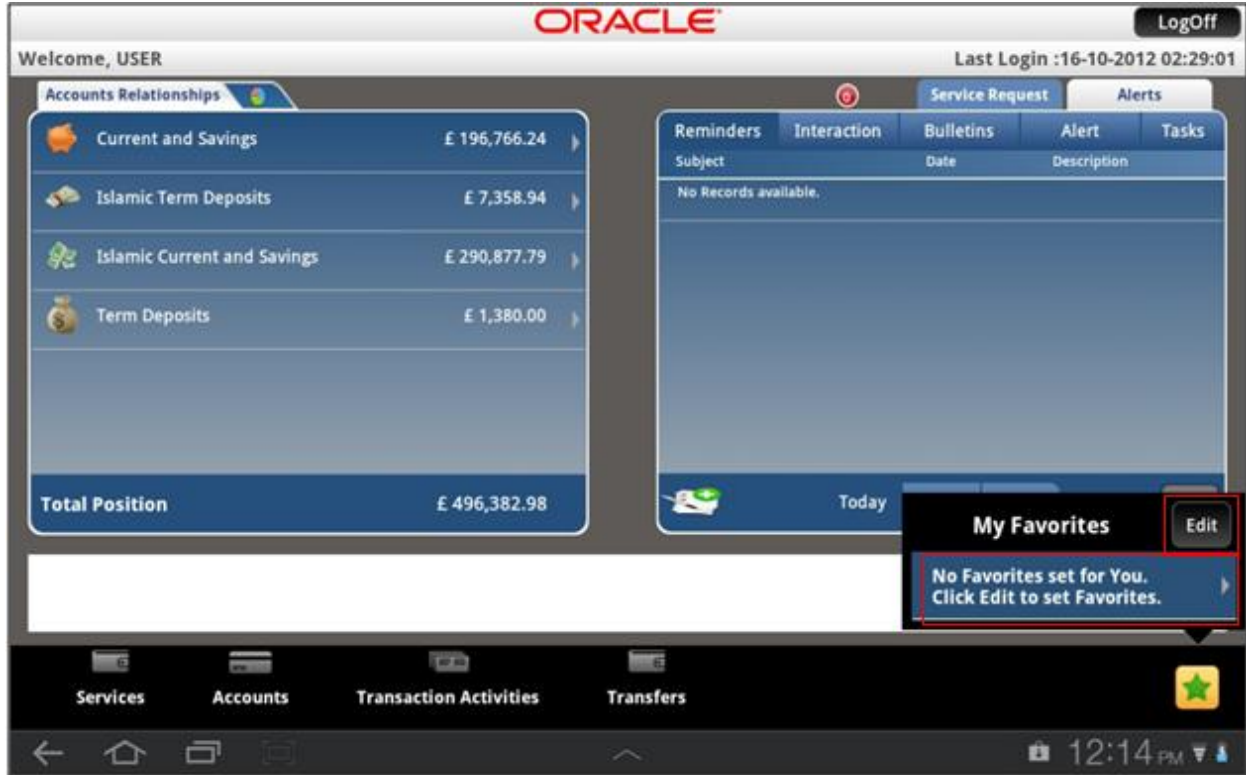 ORACLE
LogOff
Welcome, USER
Last Login :16-10-2012 02:29:01
Accounts Relationships
Service Request
Alerts
Current and Savings £ 196,766.24
Islamic Term Deposits £ 7,358.94
Islamic Current and Savings £ 290,877.79
Term Deposits £ 1,380.00
Total Position £ 496,382.98
Reminders Interaction Bulletins Alert Tasks
Subject Date Description
No Records available.
Today
My Favorites
Edit
No Favorites set for You.
Click Edit to set Favorites.
Services Accounts Transaction Activities Transfers
12:14 PM